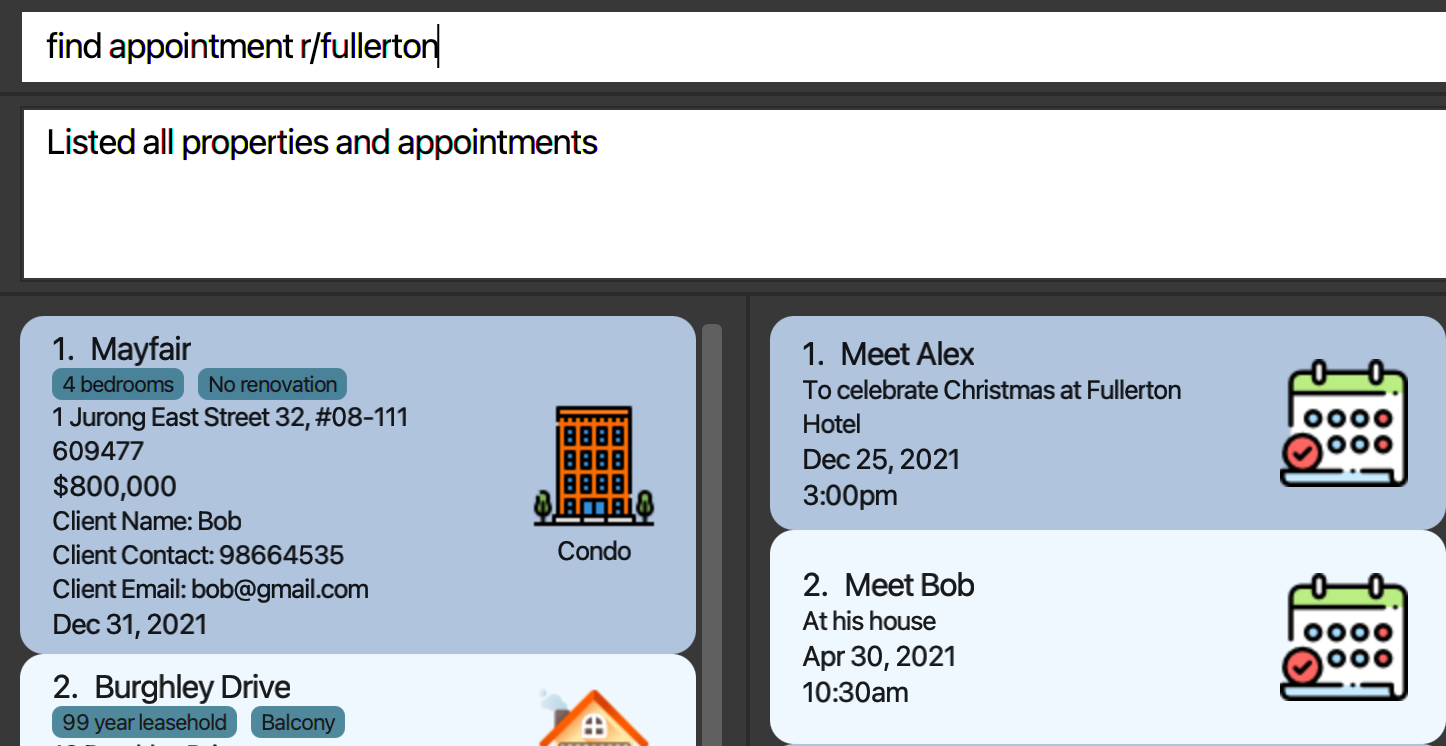 find appointment r/fullerton
Listed all properties and appointments
1. Mayfair
4 bedrooms No renovation
1 Jurong East Street 32, #08-111
609477
$800,000
Client Name: Bob
Client Contact: 98664535
Client Email: bob@gmail.com
Dec 31, 2021
Condo
2. Burghley Drive
99 year leasehold Balcony
1. Meet Alex
To celebrate Christmas at Fullerton
Hotel
Dec 25, 2021
3:00pm
2. Meet Bob
At his house
Apr 30, 2021
10:30am